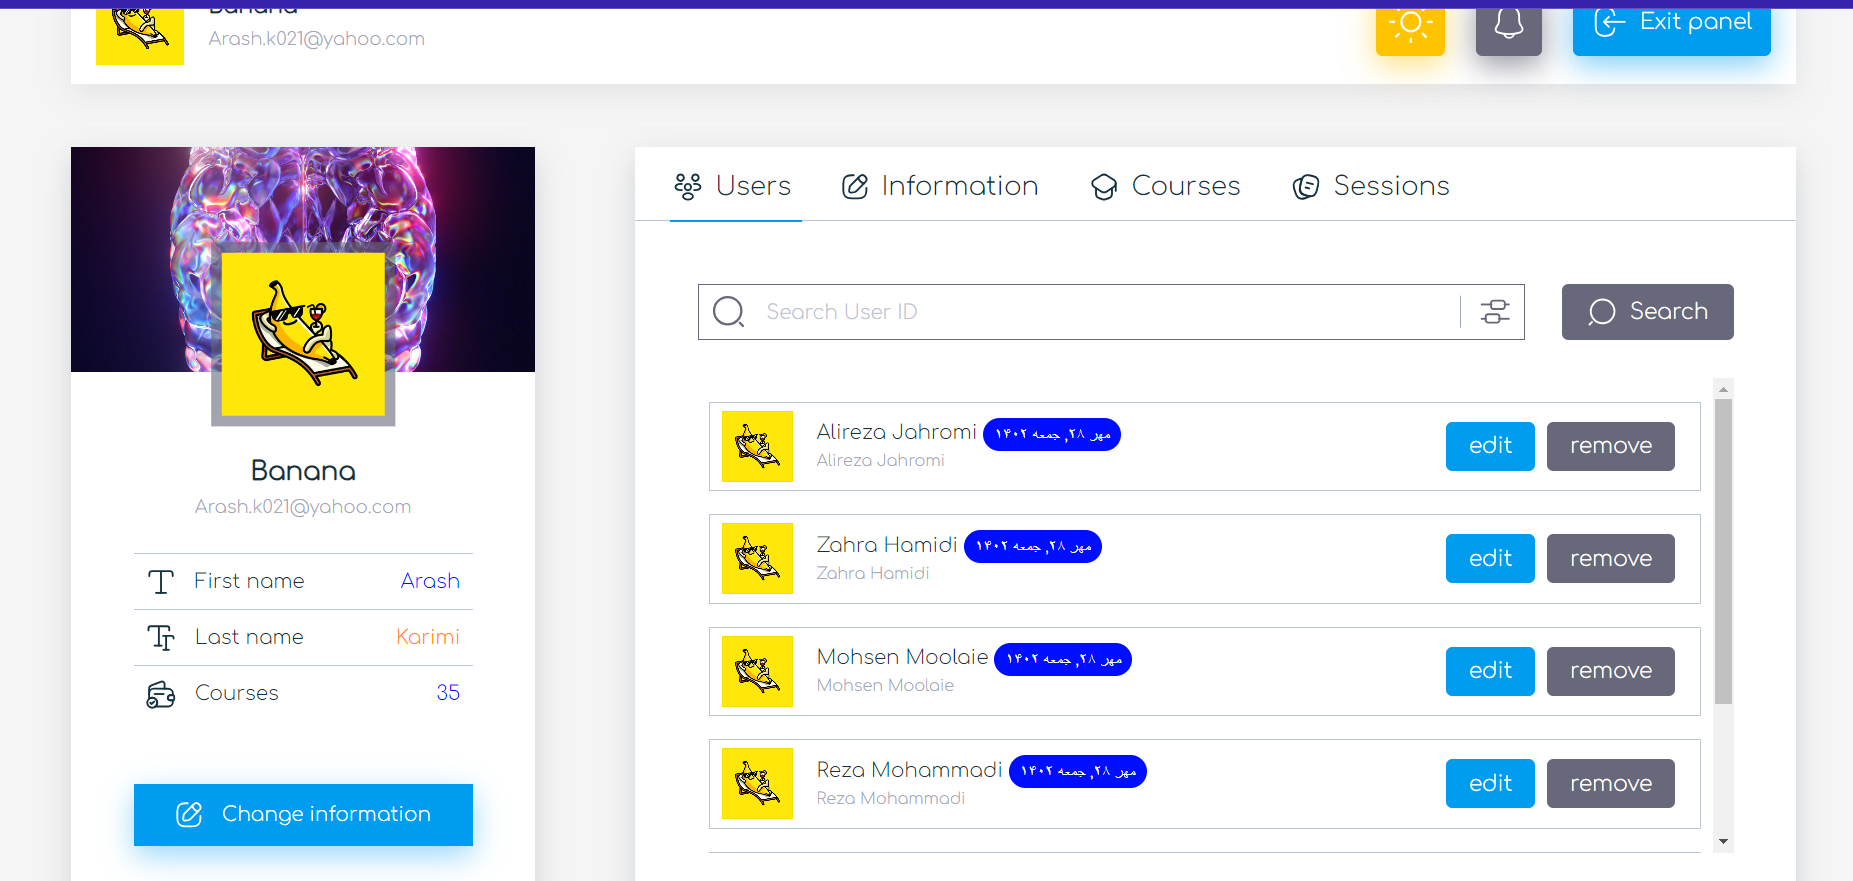 Banana
Arash.k021@yahoo.com
Exit panel
Users
Information
Courses
Sessions
Search User ID
Search
Banana
Arash.k021@yahoo.com
First name
Arash
Last name
Karimi
Courses
35
Change information
Alireza Jahromi
۱۴۰۲ مهر ۲۸, جمعه
Alireza Jahromi
edit
remove
Zahra Hamidi
۱۴۰۲ مهر ۲۸, جمعه
Zahra Hamidi
edit
remove
Mohsen Moolaie
۱۴۰۲ مهر ۲۸, جمعه
Mohsen Moolaie
edit
remove
Reza Mohammadi
۱۴۰۲ مهر ۲۸, جمعه
Reza Mohammadi
edit
remove